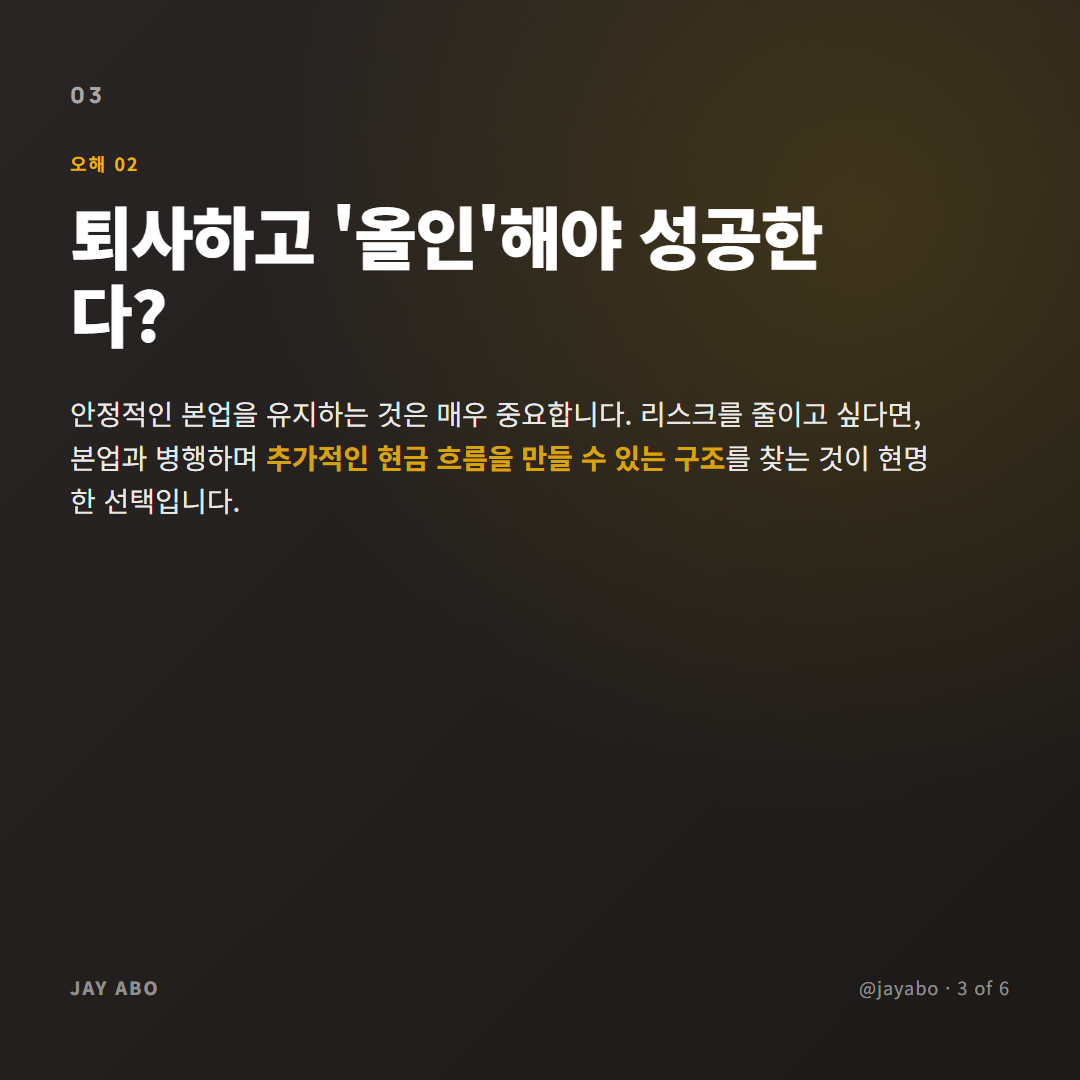 03
오해 02
퇴사하고 '올인'해야 성공한
다?
안정적인 본업을 유지하는 것은 매우 중요합니다. 리스크를 줄이고 싶다면,
본업과 병행하며 추가적인 현금 흐름을 만들 수 있는 구조를 찾는 것이 현명
한 선택입니다.
JAY ABO
@jayabo · 3 of 6